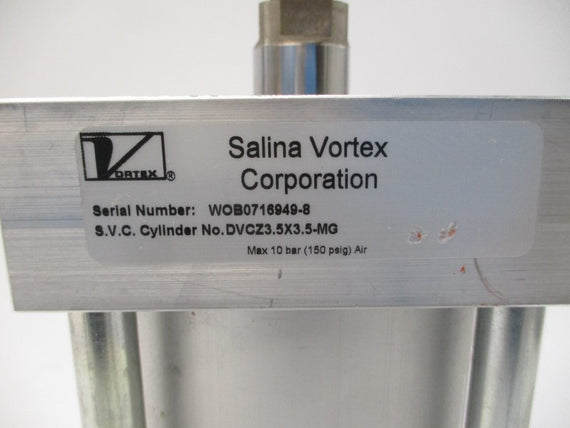 VORTEX ®
Salina Vortex
Corporation
Serial Number: WOB0716949-8
S.V.C. Cylinder No. DVCZ3.5X3.5-MG
Max 10 bar (150 psig) Air